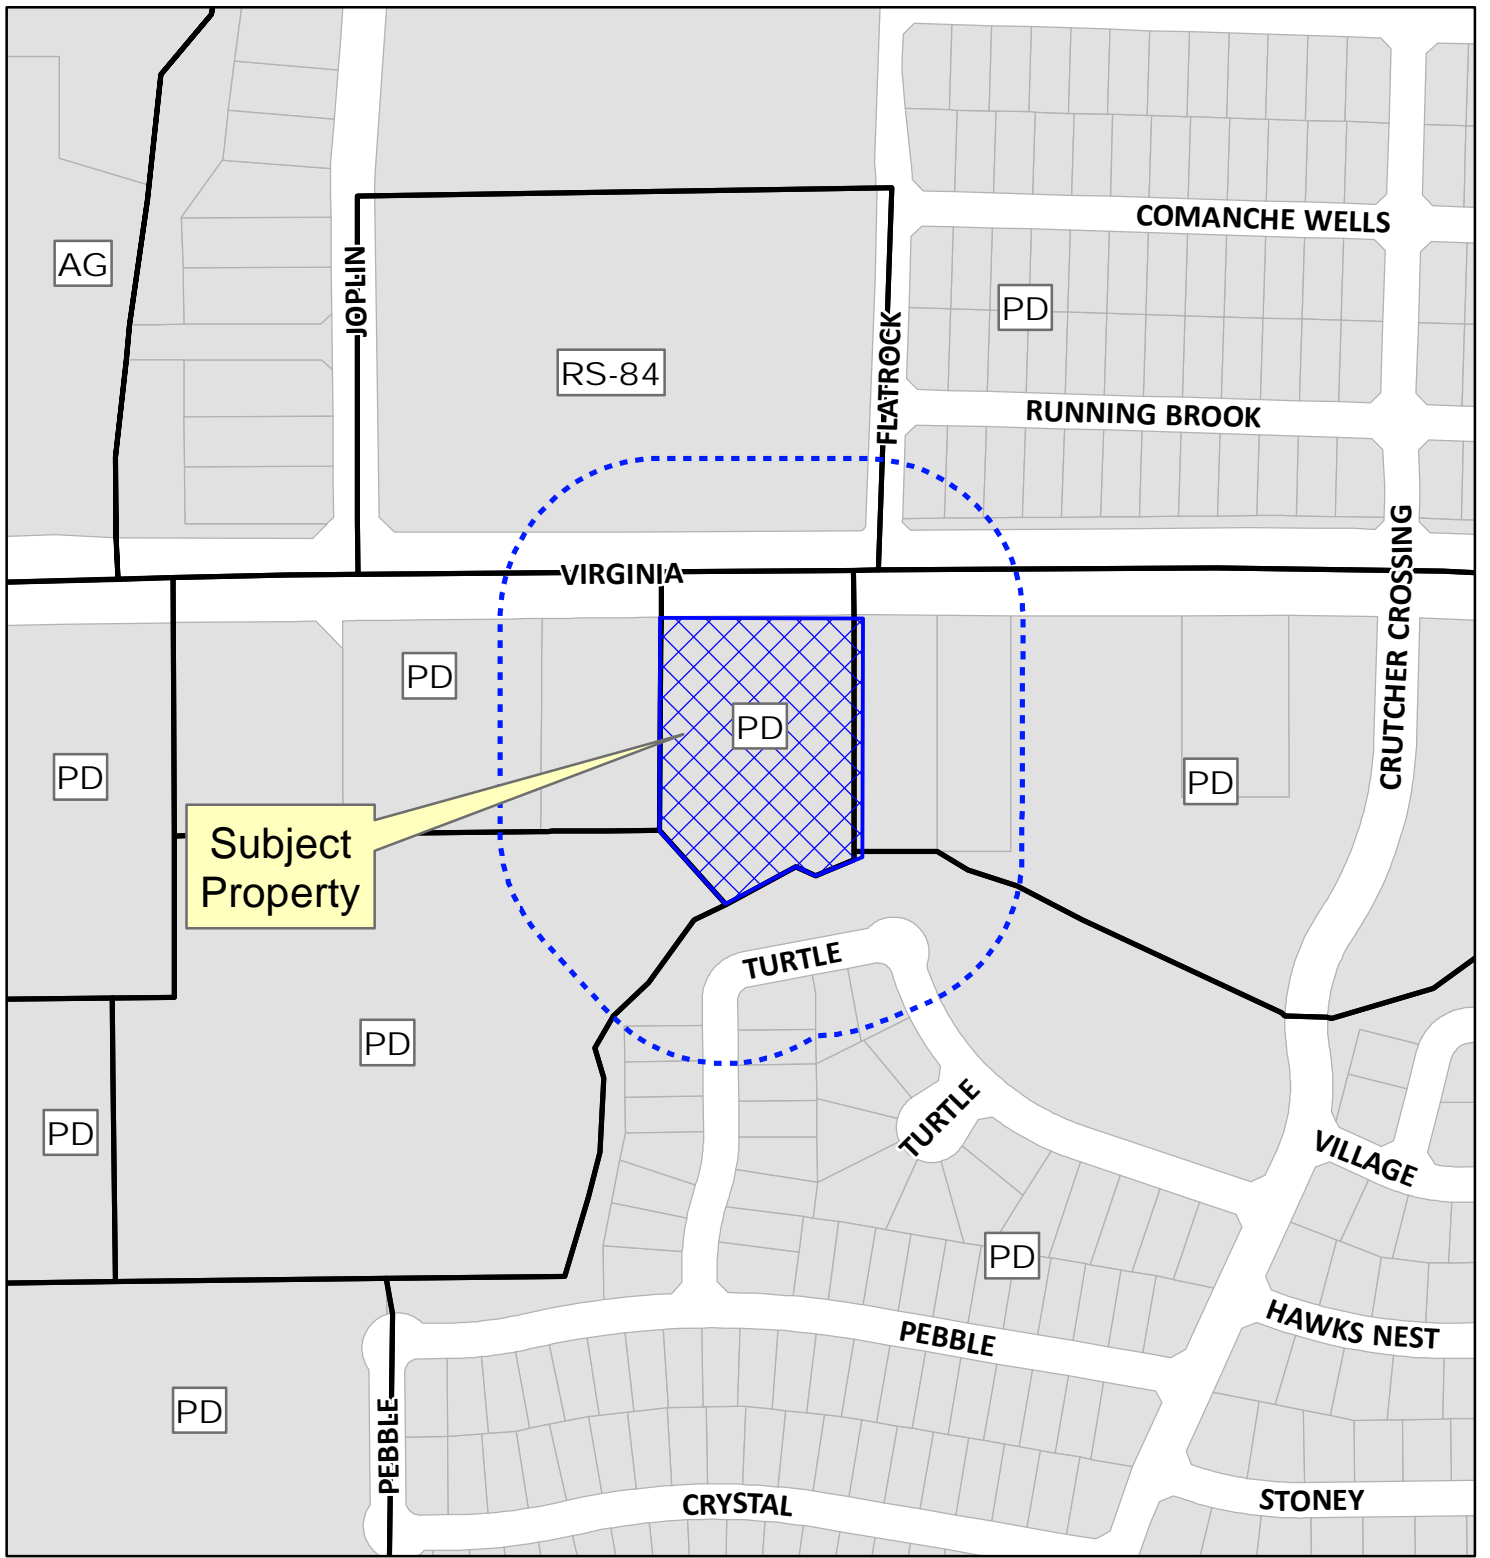 COMANCHE WELLS
AG
JOPLIN
PD
RS-84
FLATROCK
RUNNING BROOK
VIRGINIA
CRUTCHER CROSSING
PD
PD
PD
PD
Subject
Property
TURTLE
PD
TURTLE
PD
VILLAGE
PD
HAWKS NEST
PEBBLE
PD
PEBBLE
CRYSTAL
STONEY